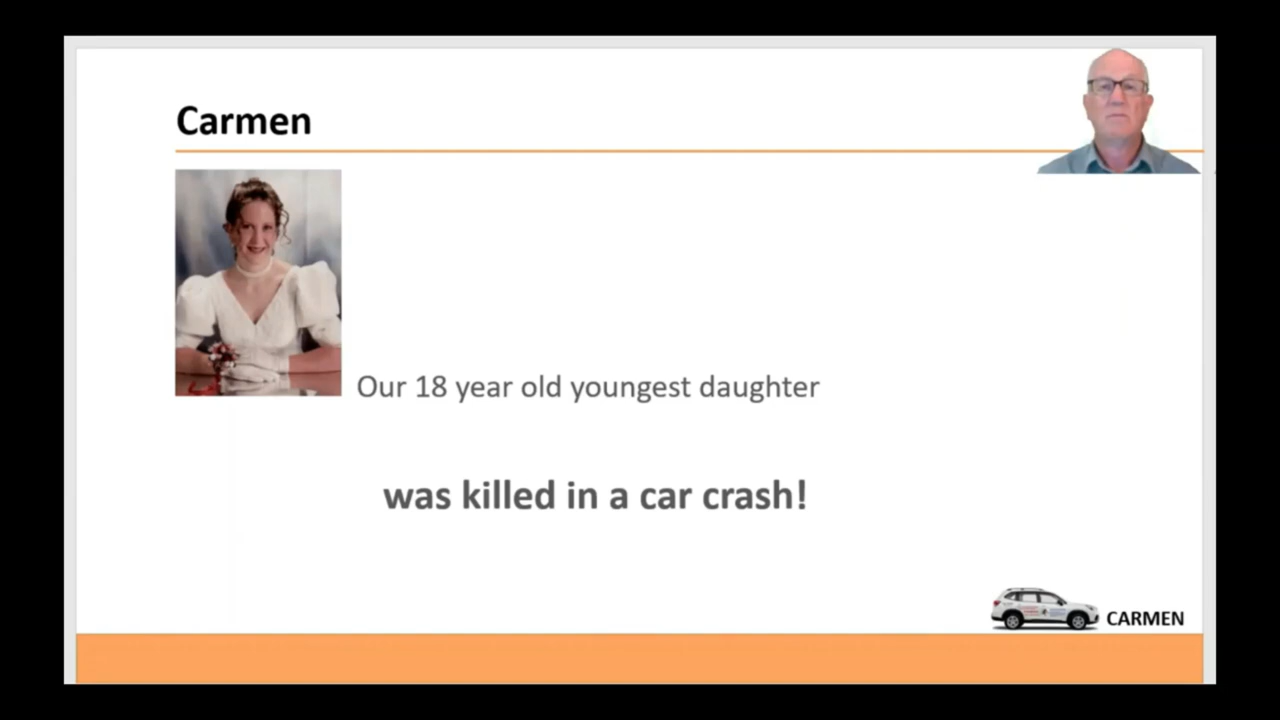 Carmen
Our 18 year old youngest daughter
was killed in a car crash!
CARMEN